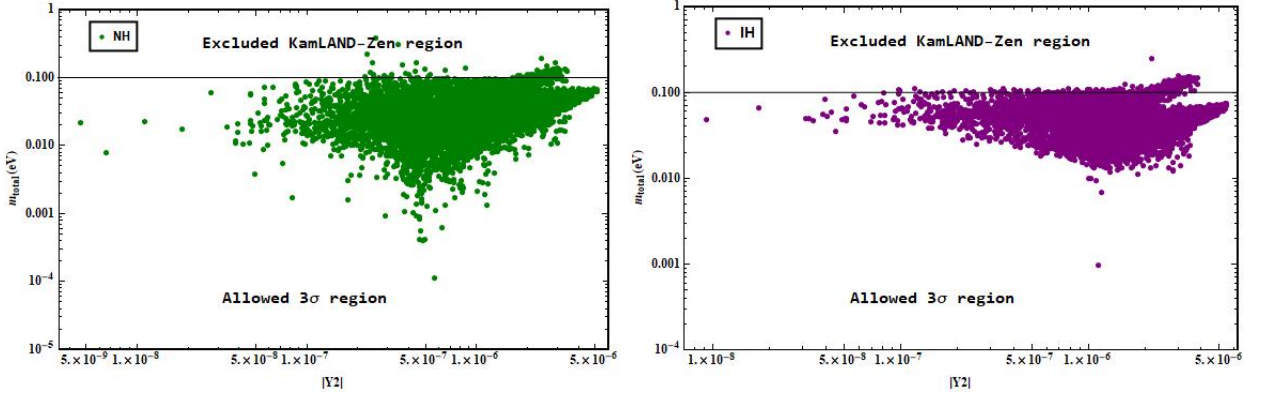 1
NH
Excluded KamLAND-Zen region
0.100
0.010
0.001
10⁻⁴
10⁻⁵
m_total(eV)
Allowed 3σ region
5.×10⁻⁹ 1.×10⁻⁸ 5.×10⁻⁸ 1.×10⁻⁷ 5.×10⁻⁷ 1.×10⁻⁶ 5.×10⁻⁶
|Y2|
1
IH
Excluded KamLAND-Zen region
0.100
0.010
0.001
10⁻⁴
m_total(eV)
Allowed 3σ region
1.×10⁻⁸ 5.×10⁻⁸ 1.×10⁻⁷ 5.×10⁻⁷ 1.×10⁻⁶ 5.×10⁻⁶
|Y2|